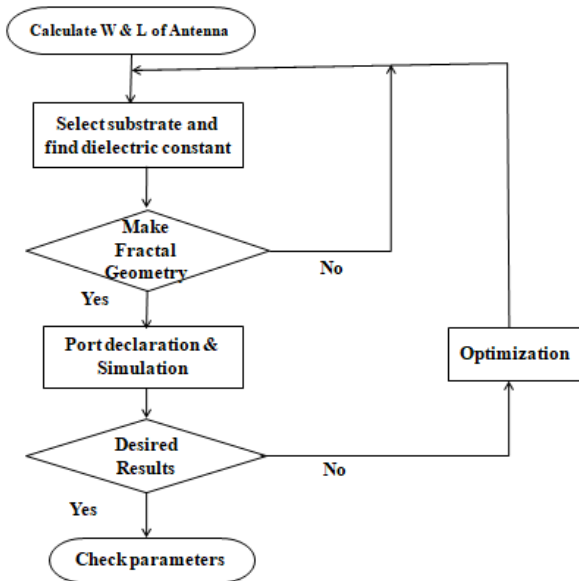 Calculate W & L of Antenna
Select substrate and
find dielectric constant
Make
Fractal
Geometry
No
Yes
Port declaration &
Simulation
Optimization
Desired
Results
No
Yes
Check parameters